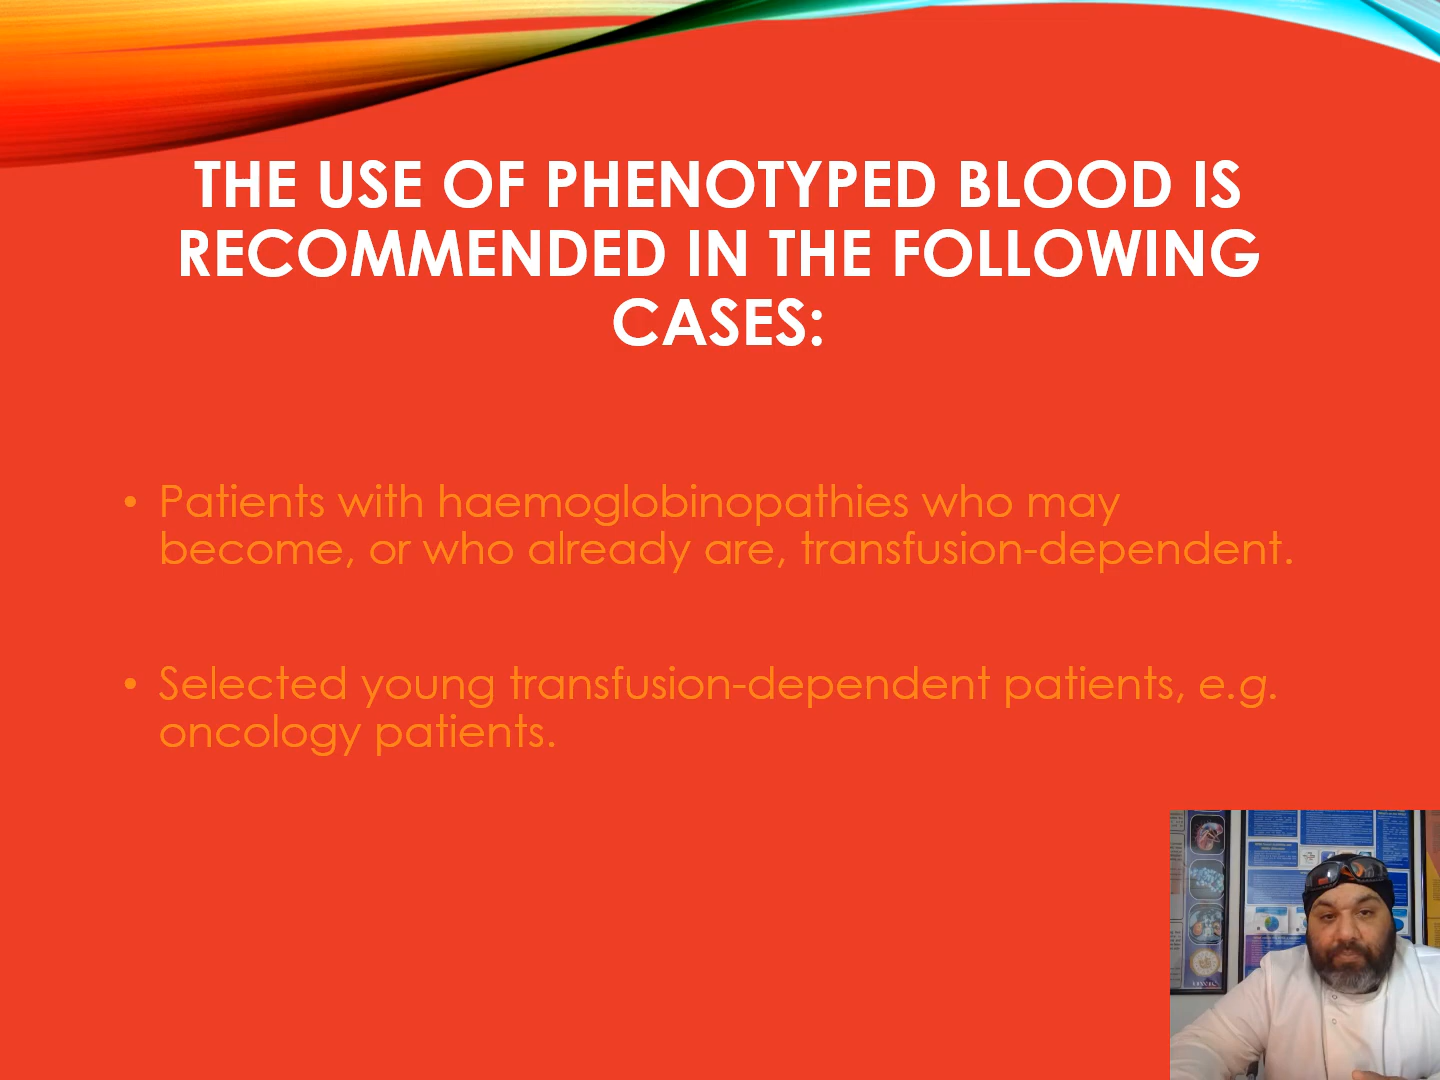 THE USE OF PHENOTYPED BLOOD IS
RECOMMENDED IN THE FOLLOWING
CASES:
• Patients with haemoglobinopathies who may
become, or who already are, transfusion-dependent.
• Selected young transfusion-dependent patients, e.g.
oncology patients.